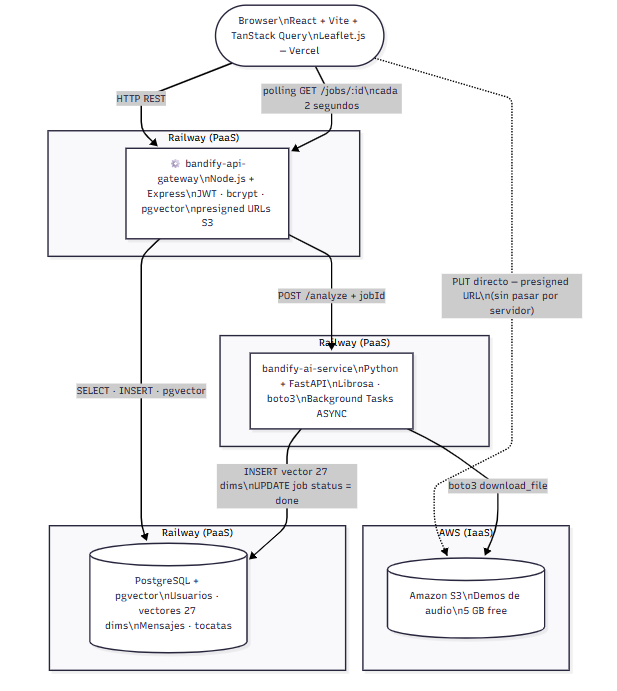 Browser\nReact + Vite +
TanStack Query\nLeaflet.js
— Vercel
HTTP REST
polling GET /jobs/:id\ncada
2 segundos
Railway (PaaS)
⚙️ bandify-api-
gateway\nNode.js +
Express\nJWT · bcrypt ·
pgvector\npresigned URLs
S3
PUT directo — presigned
URL\n(sin pasar por
servidor)
POST /analyze + jobId
Railway (PaaS)
bandify-ai-service\nPython
+ FastAPI\nLibrosa ·
boto3\nBackground Tasks
ASYNC
SELECT · INSERT · pgvector
INSERT vector 27
dims\nUPDATE job status =
done
boto3 download_file
Railway (PaaS)
PostgreSQL +
pgvector\nUsuarios ·
vectores 27
dims\nMensajes · tocatas
AWS (IaaS)
Amazon S3\nDemos de
audio\n5 GB free